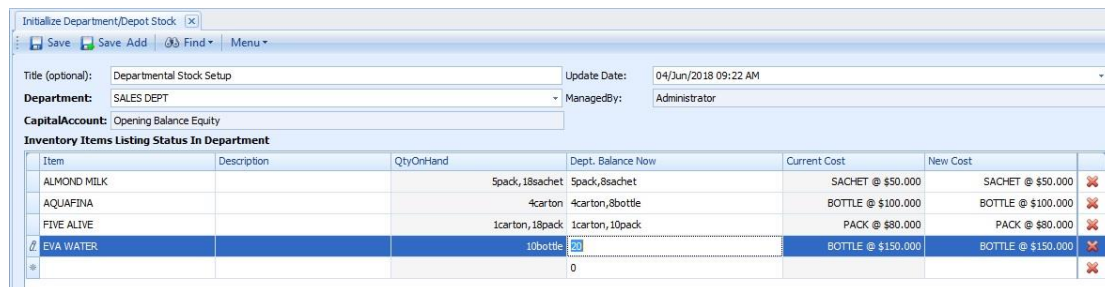 Initiallize Department/Depot Stock
Save Save Add Find Menu
Title (optional): Departmental Stock Setup Update Date: 04/Jun/2018 09:22 AM
Department: SALES DEPT ManagedBy: Administrator
CapitalAccount: Opening Balance Equity
Inventory Items Listing Status In Department
Item Description QtyOnHand Dept. Balance Now Current Cost New Cost
ALMOND MILK 5pack,18sachet 5pack,8sachet SACHET @ $50.000 SACHET @ $50.000
AQUAFINA 4carton 4carton,8bottle BOTTLE @ $100.000 BOTTLE @ $100.000
FIVE ALIVE 1carton,18pack 1carton,10pack PACK @ $80.000 PACK @ $80.000
EVA WATER 10bottle 20 BOTTLE @ $150.000 BOTTLE @ $150.000
0